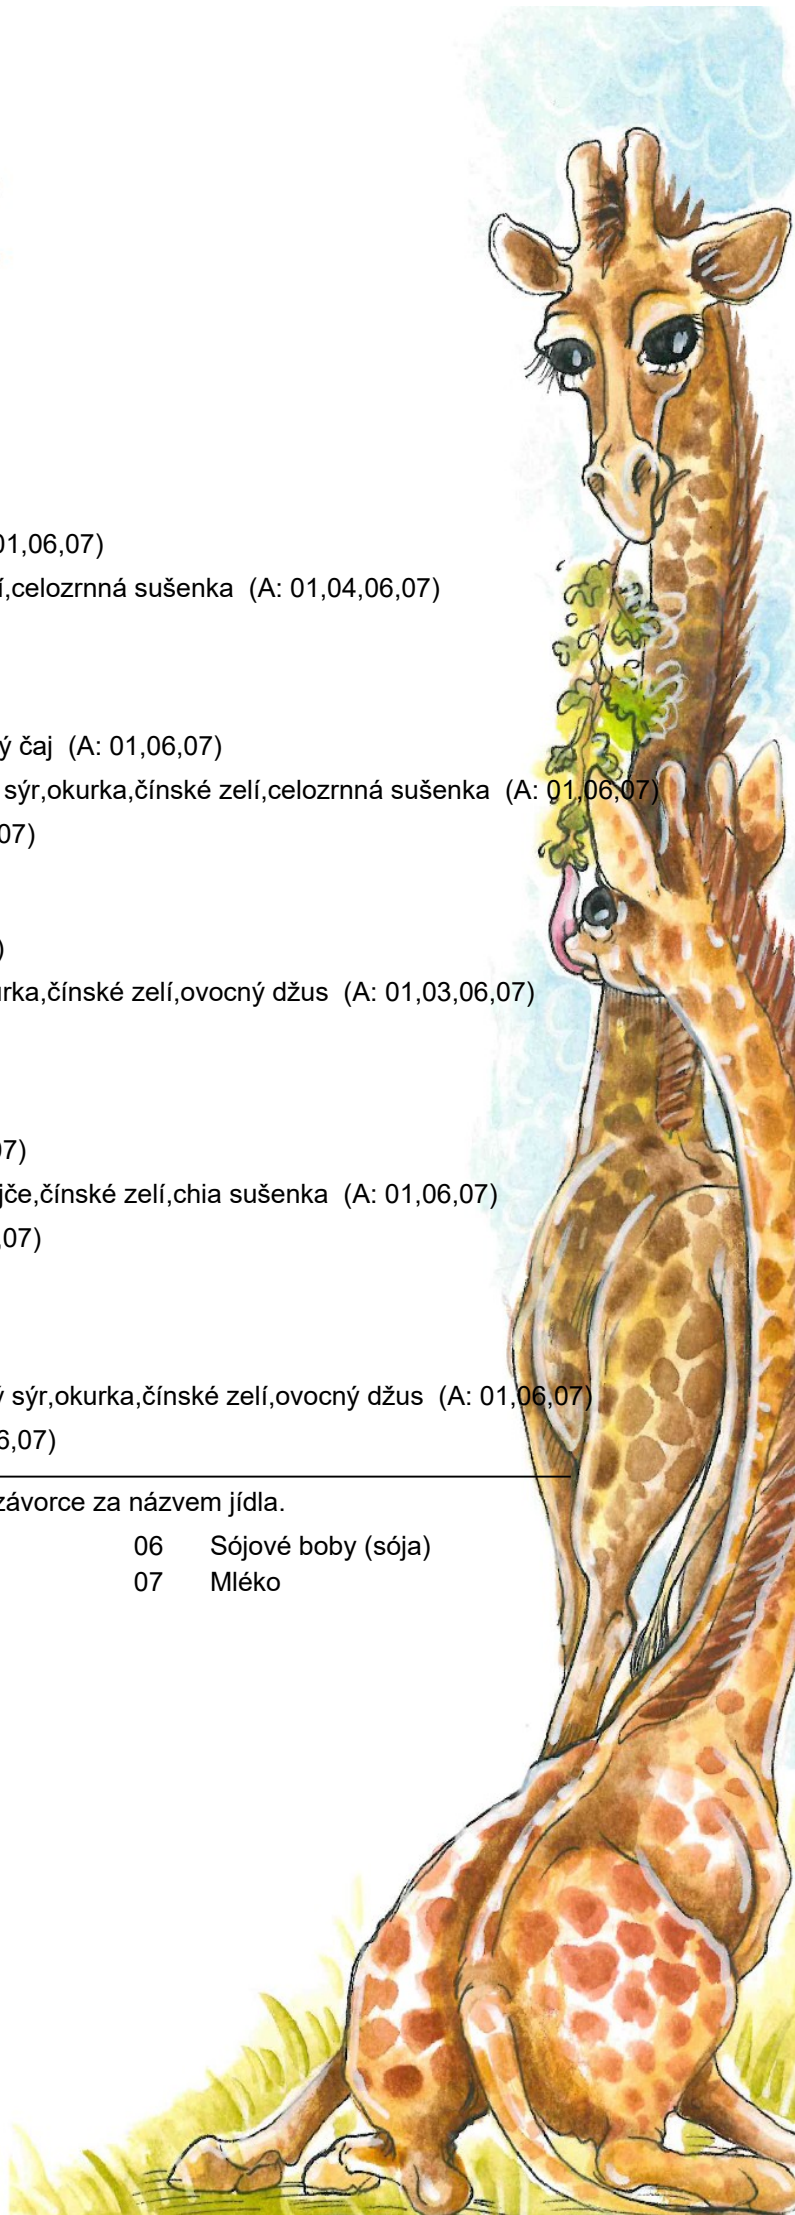 01,06,07)
í,celozrnná sušenka (A: 01,04,06,07)
ý čaj (A: 01,06,07)
sýr,okurka,čínské zelí,celozrnná sušenka (A: 01,06,07)
07)
)
rka,čínské zelí,ovocný džus (A: 01,03,06,07)
07)
jče,čínské zelí,chia sušenka (A: 01,06,07)
,07)
ý sýr,okurka,čínské zelí,ovocný džus (A: 01,06,07)
6,07)
závorce za názvem jídla.
06 Sójové boby (sója)
07 Mléko